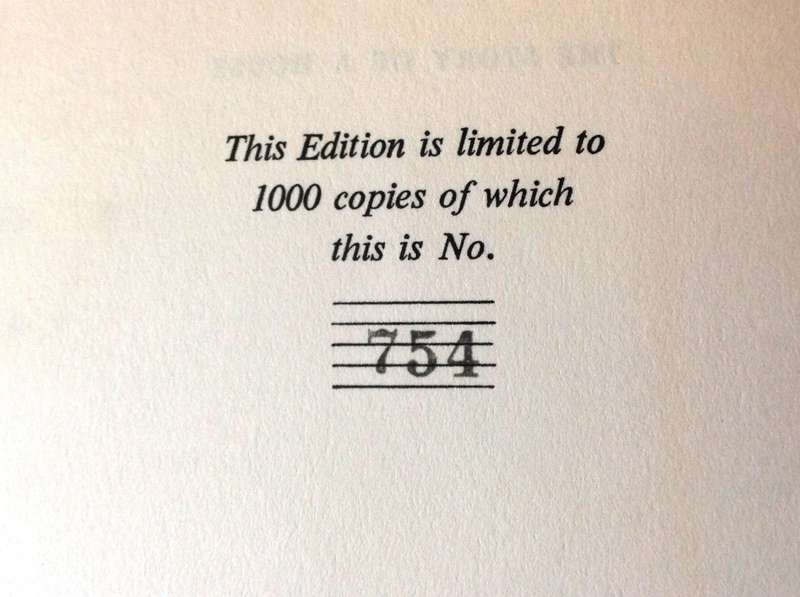 This Edition is limited to
1000 copies of which
this is No.
754